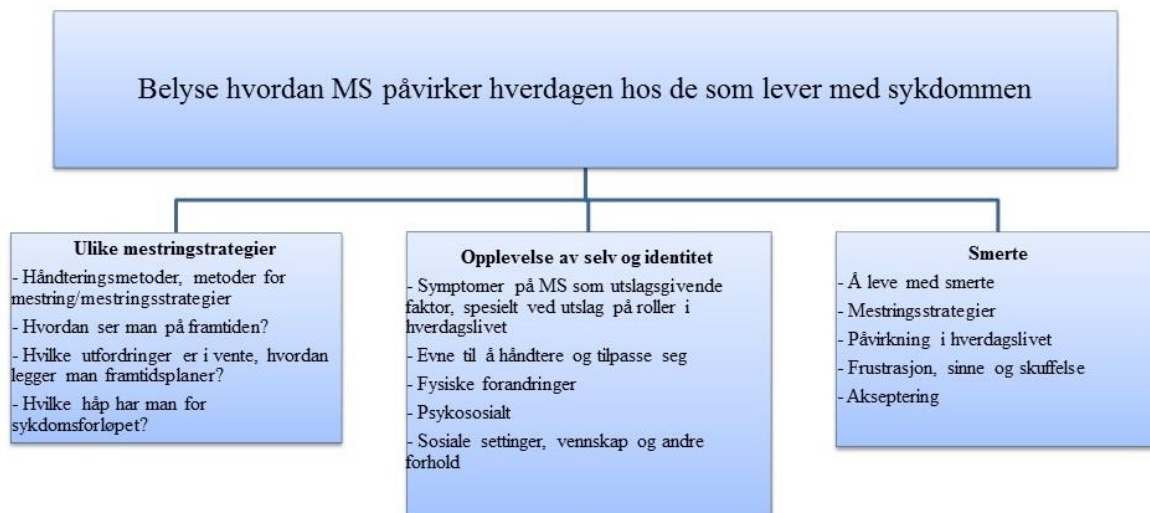 Belyse hvordan MS påvirker hverdagen hos de som lever med sykdommen
Ulike mestringstrategier
- Håndteringsmetoder, metoder for
mestring/mestringsstrategier
- Hvordan ser man på framtiden?
- Hvilke utfordringer er i vente, hvordan
legger man framtidsplaner?
- Hvilke håp har man for
sykdomsforløpet?
Opplevelse av selv og identitet
- Symptomer på MS som utslagsgivende
faktor, spesielt ved utslag på roller i
hverdagslivet
- Evne til å håndtere og tilpasse seg
- Fysiske forandringer
- Psykososialt
- Sosiale settinger, vennskap og andre
forhold
Smerte
- Å leve med smerte
- Mestringsstrategier
- Påvirkning i hverdagslivet
- Frustrasjon, sinne og skuffelse
- Akseptering